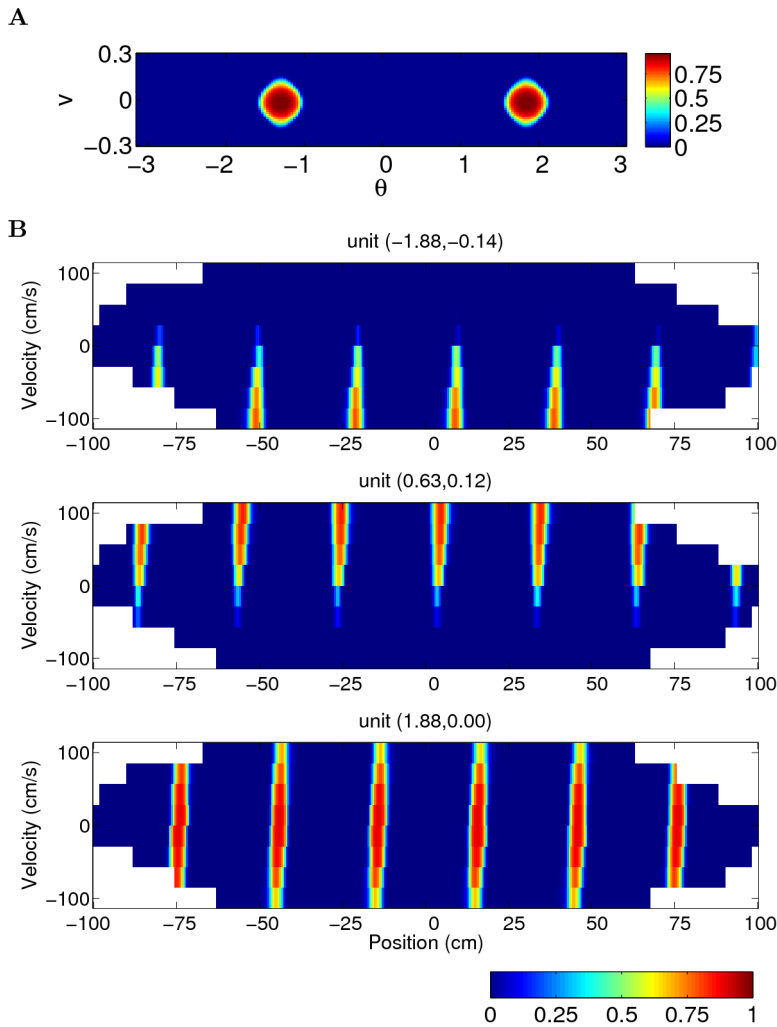 A
0.3
0
−0.3
v
−3 −2 −1 0 1 2 3
θ
0.75
0.5
0.25
0
B
unit (−1.88,−0.14)
100
0
−100
Velocity (cm/s)
−100 −75 −50 −25 0 25 50 75 100
unit (0.63,0.12)
100
0
−100
Velocity (cm/s)
−100 −75 −50 −25 0 25 50 75 100
unit (1.88,0.00)
100
0
−100
Velocity (cm/s)
−100 −75 −50 −25 0 25 50 75 100
Position (cm)
0 0.25 0.5 0.75 1